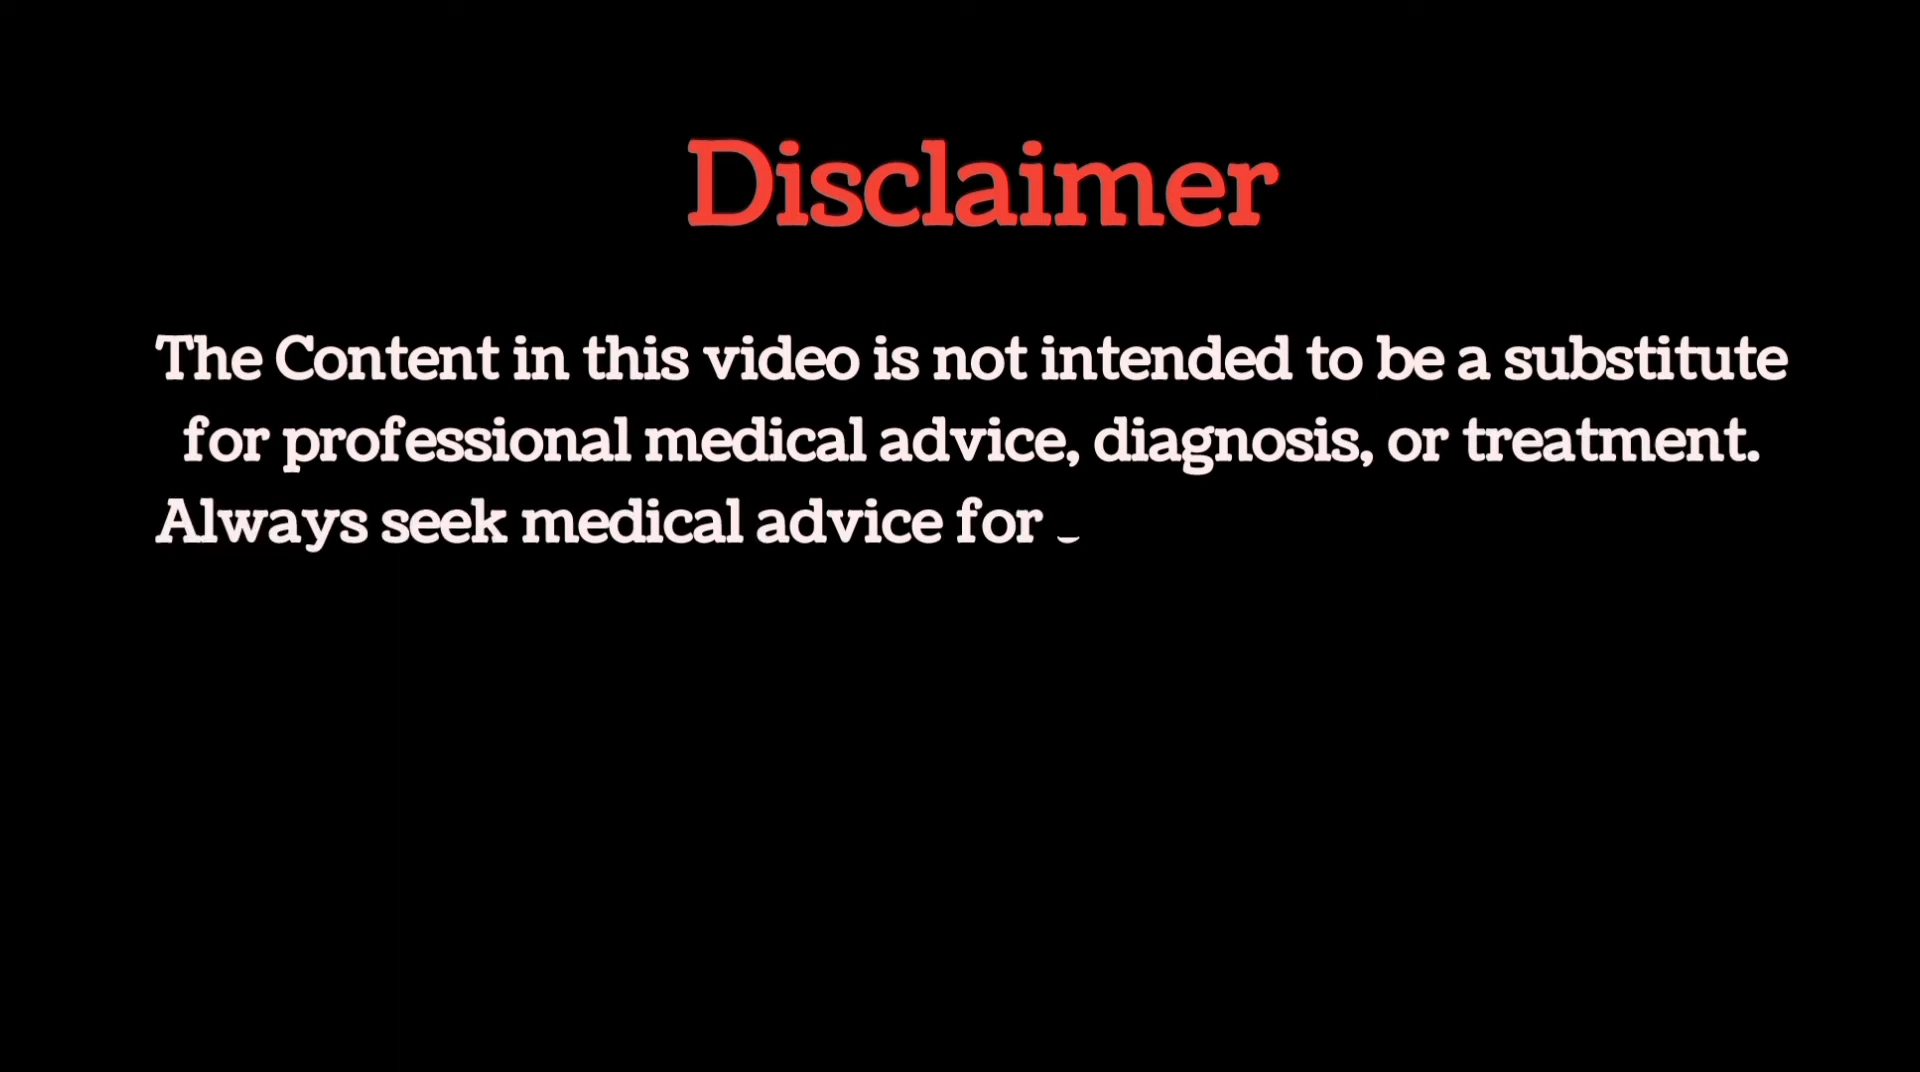 Disclaimer
The Content in this video is not intended to be a substitute
for professional medical advice, diagnosis, or treatment.
Always seek medical advice for